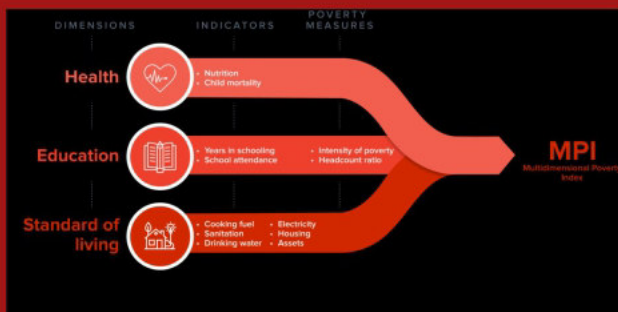 DIMENSIONS
INDICATORS
POVERTY
MEASURES
Health
• Nutrition
• Child mortality
Education
• Years in schooling
• School attendance
• Intensity of poverty
• Headcount ratio
MPI
Multidimensional Poverty
Index
Standard of
living
• Cooking fuel
• Sanitation
• Drinking water
• Electricity
• Housing
• Assets